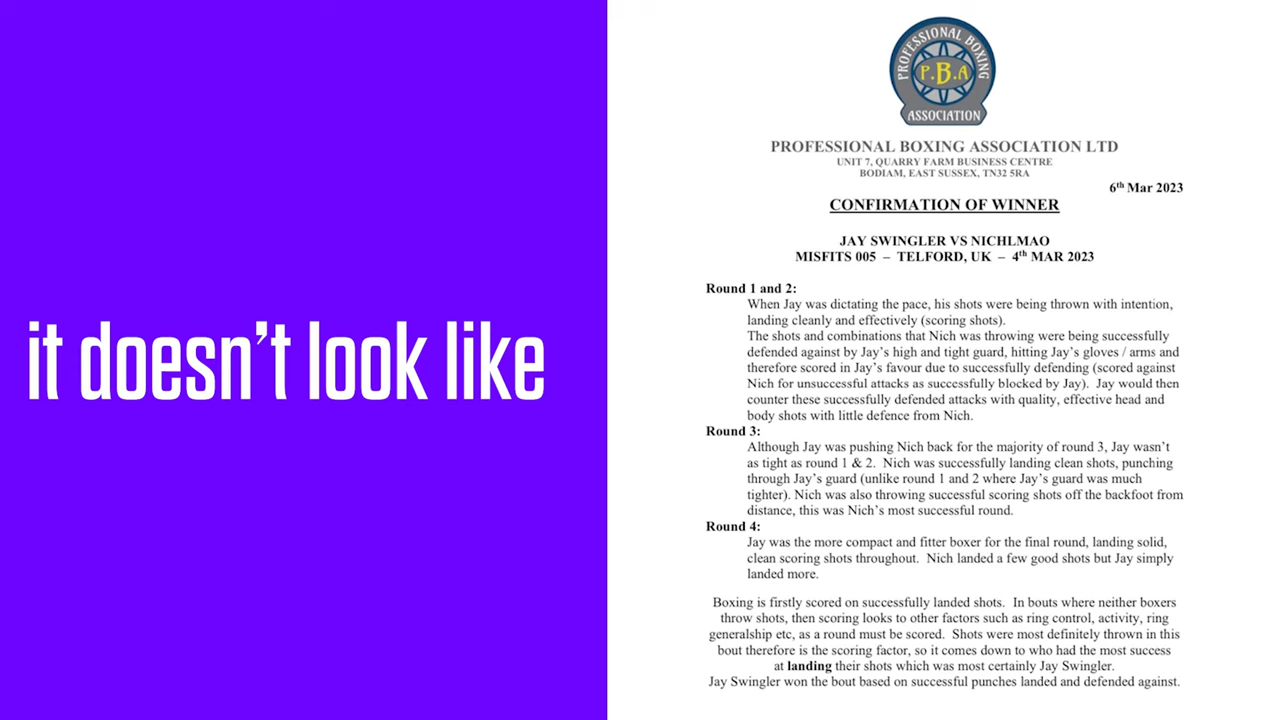 it doesn't look like
PROFESSIONAL BOXING
P.B.A
ASSOCIATION
PROFESSIONAL BOXING ASSOCIATION LTD
UNIT 7, QUARRY FARM BUSINESS CENTRE
BODIAM, EAST SUSSEX, TN32 5RA
6th Mar 2023
CONFIRMATION OF WINNER
JAY SWINGLER VS NICHLMAO
MISFITS 005 – TELFORD, UK – 4th MAR 2023
Round 1 and 2:
When Jay was dictating the pace, his shots were being thrown with intention,
landing cleanly and effectively (scoring shots).
The shots and combinations that Nich was throwing were being successfully
defended against by Jay's high and tight guard, hitting Jay's gloves / arms and
therefore scored in Jay's favour due to successfully defending (scored against
Nich for unsuccessful attacks as successfully blocked by Jay). Jay would then
counter these successfully defended attacks with quality, effective head and
body shots with little defence from Nich.
Round 3:
Although Jay was pushing Nich back for the majority of round 3, Jay wasn't
as tight as round 1 & 2. Nich was successfully landing clean shots, punching
through Jay's guard (unlike round 1 and 2 where Jay's guard was much
tighter). Nich was also throwing successful scoring shots off the backfoot from
distance, this was Nich's most successful round.
Round 4:
Jay was the more compact and fitter boxer for the final round, landing solid,
clean scoring shots throughout. Nich landed a few good shots but Jay simply
landed more.
Boxing is firstly scored on successfully landed shots. In bouts where neither boxers
throw shots, then scoring looks to other factors such as ring control, activity, ring
generalship etc, as a round must be scored. Shots were most definitely thrown in this
bout therefore is the scoring factor, so it comes down to who had the most success
at landing their shots which was most certainly Jay Swingler.
Jay Swingler won the bout based on successful punches landed and defended against.